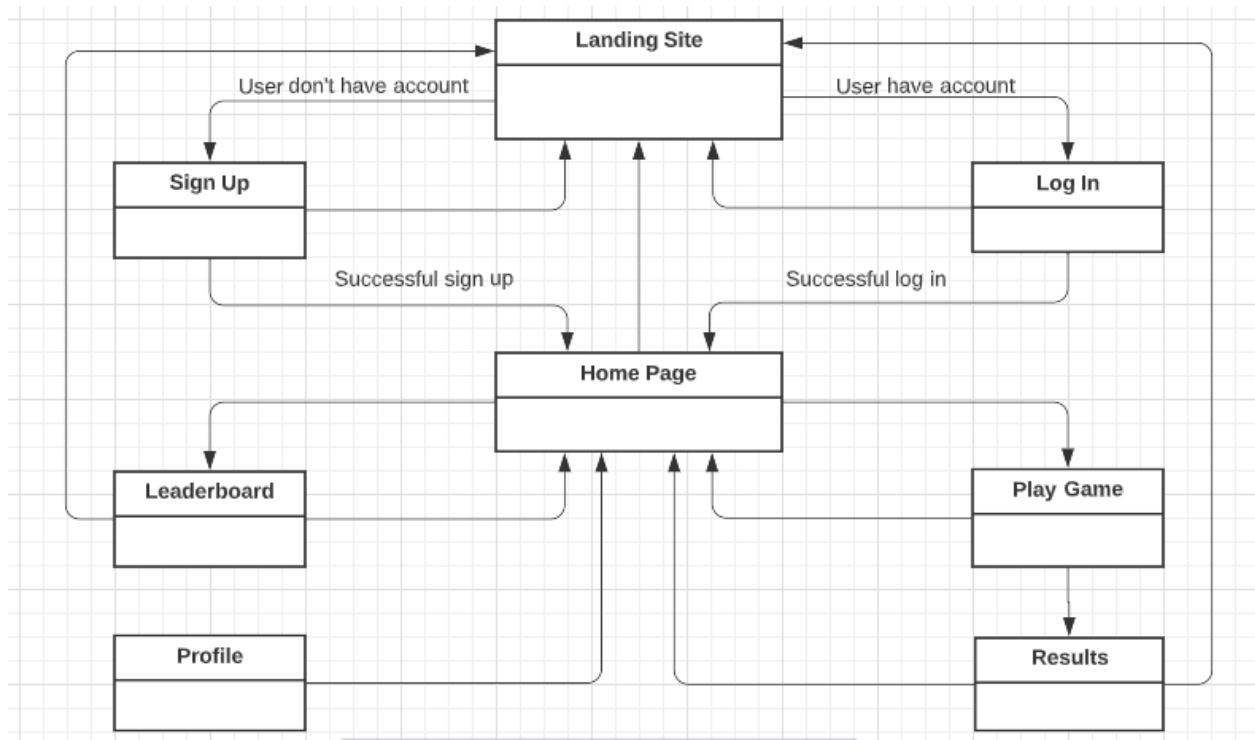 Landing Site
User don't have account
User have account
Sign Up
Log In
Successful sign up
Successful log in
Home Page
Leaderboard
Play Game
Profile
Results